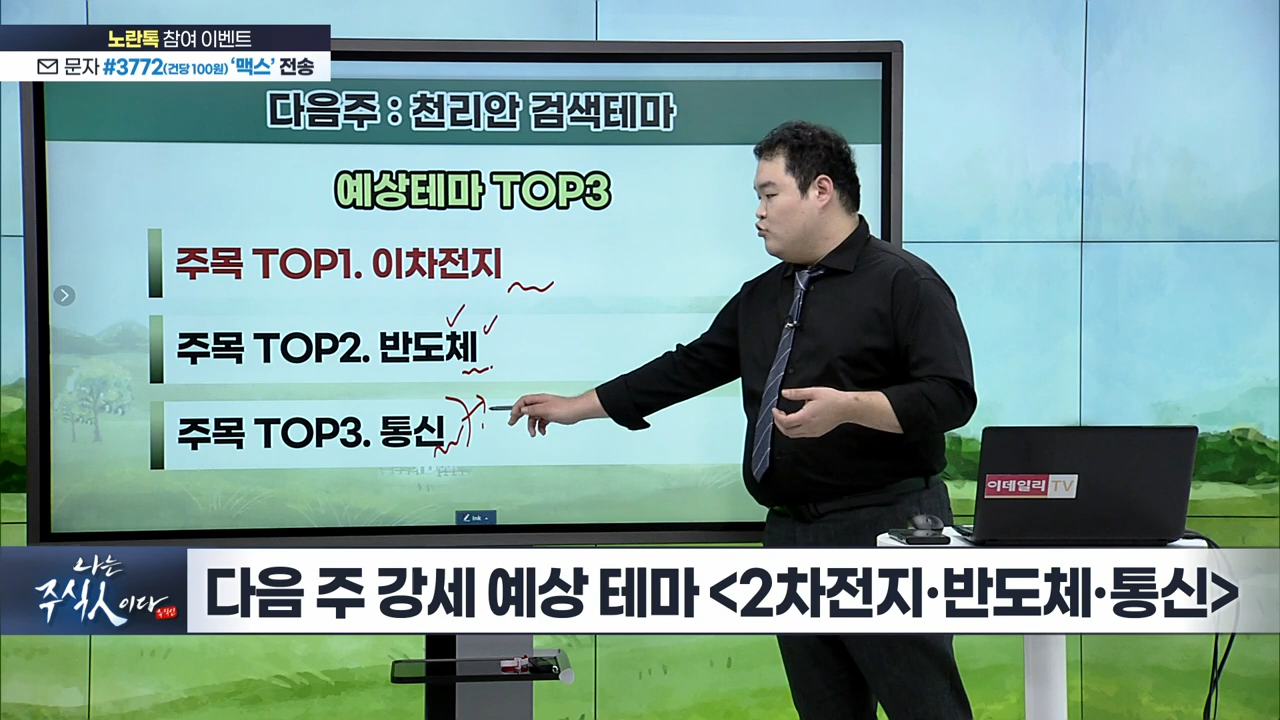 노란톡 참여 이벤트
문자 #3772(건당 100원) ‘맥스’ 전송
다음주 : 천리안 검색테마
예상테마 TOP3
주목 TOP1. 이차전지
주목 TOP2. 반도체
주목 TOP3. 통신
Ink
이데일리 TV
나는
주식人이다
다음 주 강세 예상 테마 <2차전지·반도체·통신>